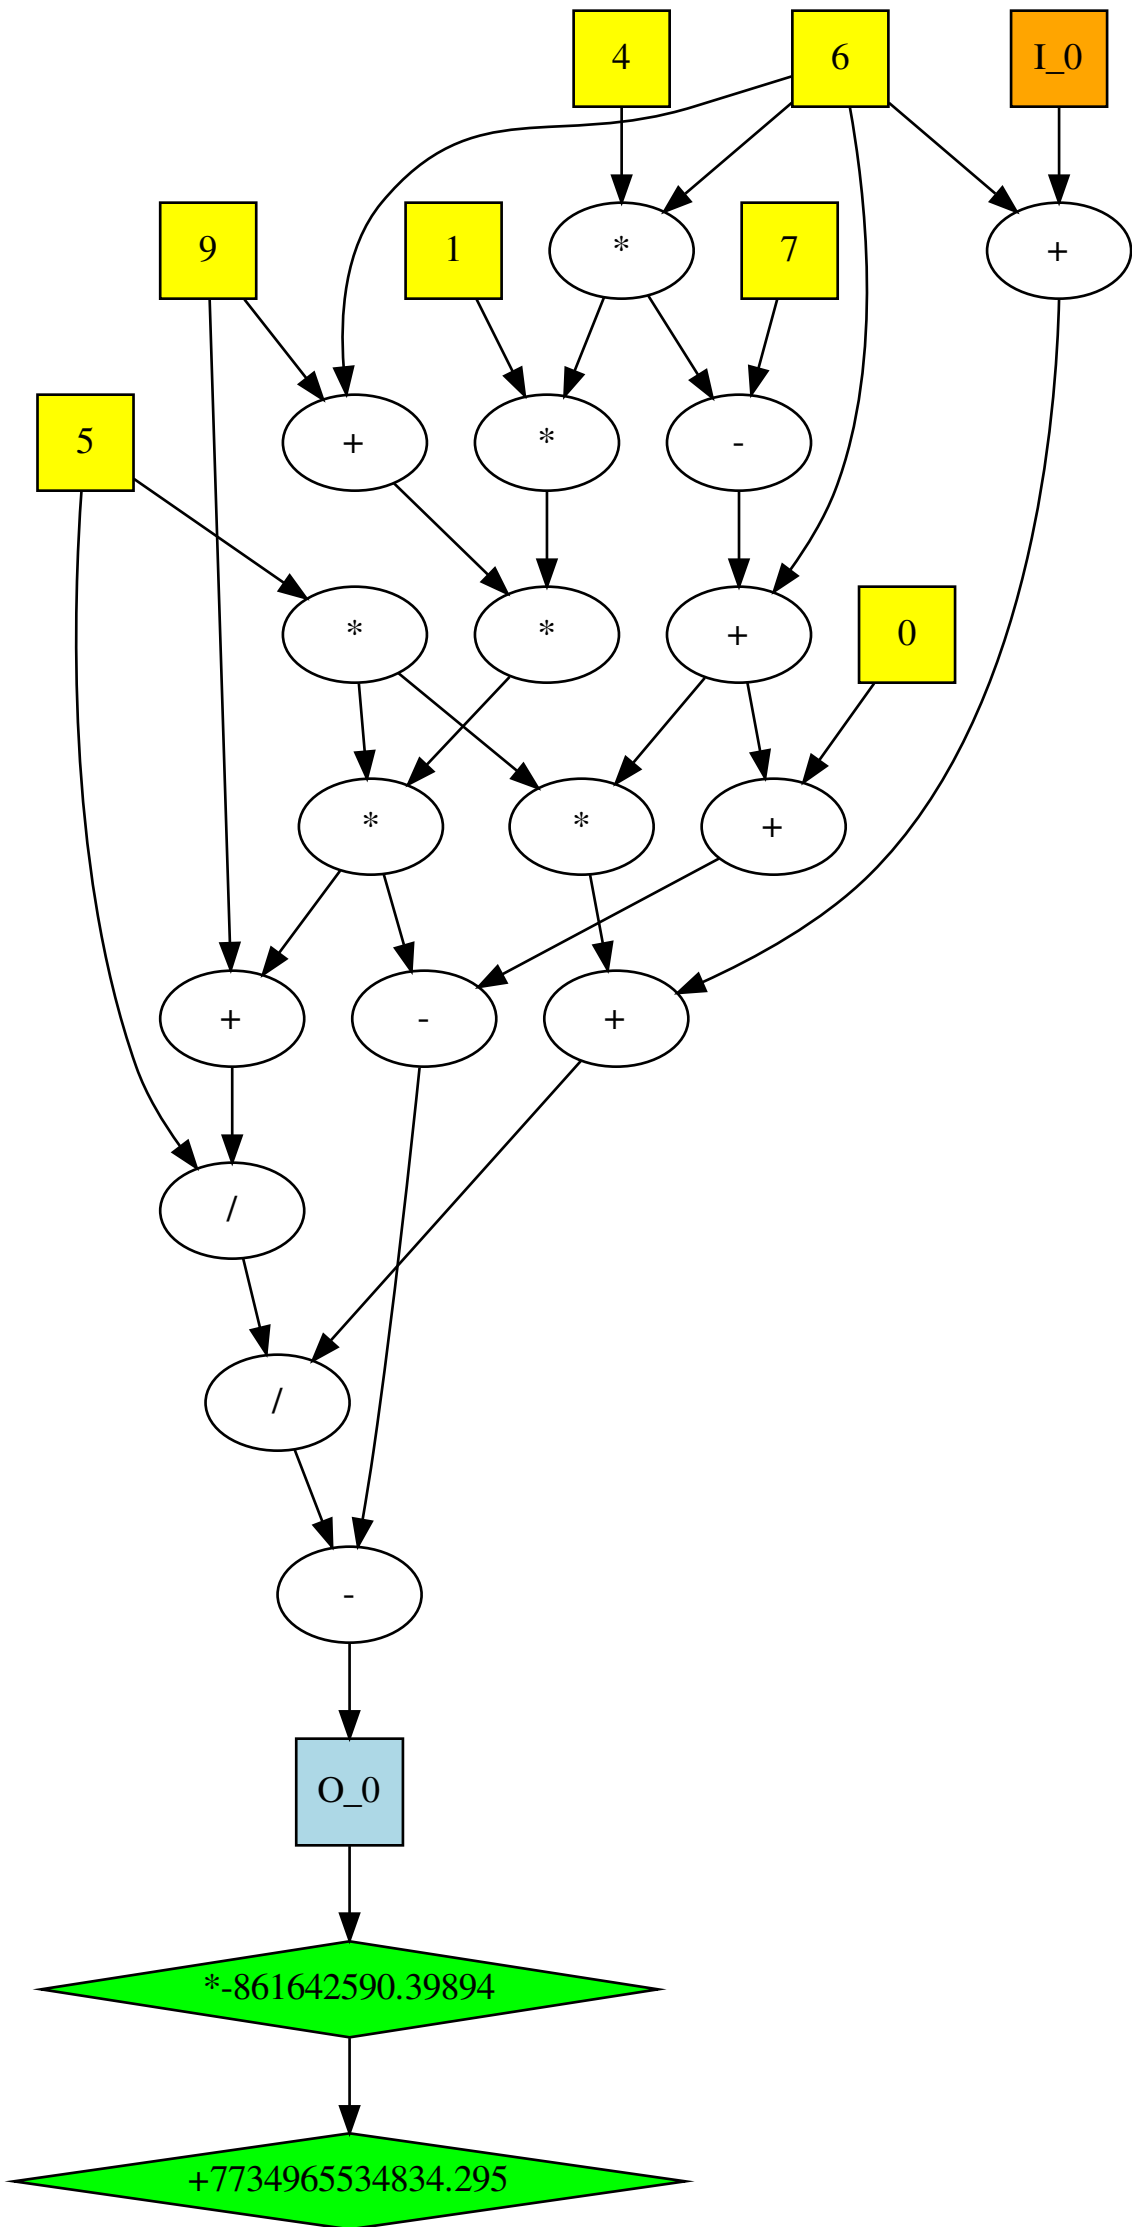 4 6 I_0
9 1 * 7 +
5 + * -
* * + 0
* * +
+ - +
/
/
-
O_0
*-861642590.39894
+7734965534834.295